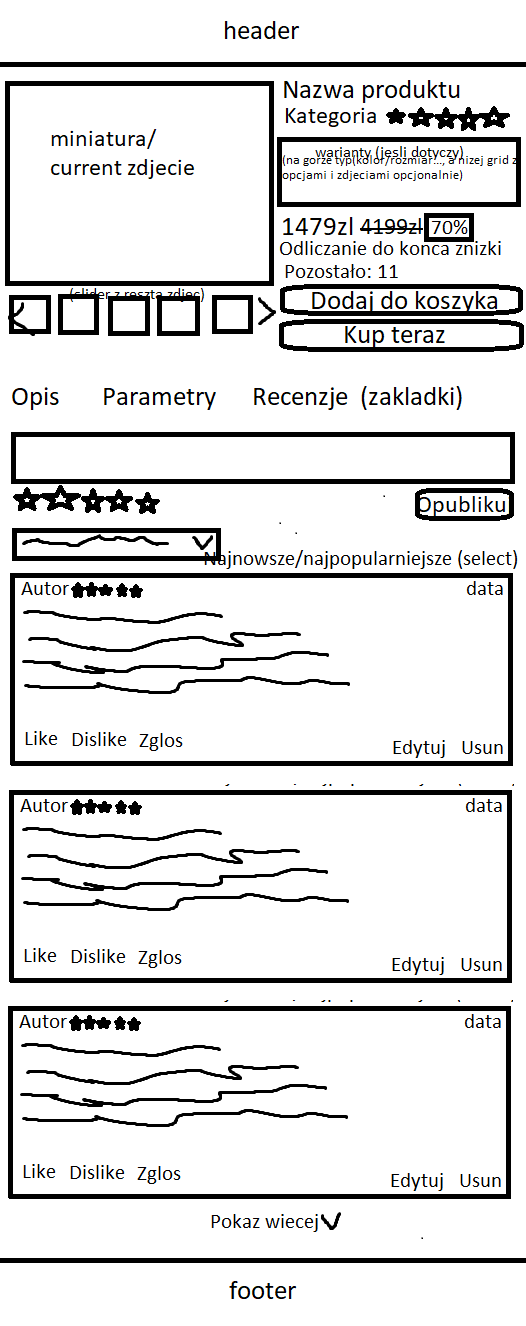 header
miniatura/
current zdjecie
(slider z reszta zdjec)
Nazwa produktu
Kategoria
warianty (jesli dotyczy)
(na gorze typ(kolor/rozmiar..., a nizej grid z
opcjami i zdjeciami opcjonalnie)
1479zl 4199zl 70%
Odliczanie do konca znizki
Pozostało: 11
Dodaj do koszyka
Kup teraz
Opis Parametry Recenzje (zakladki)
Opubliku
Najnowsze/najpopularniejsze (select)
Autor data
Like Dislike Zglos Edytuj Usun
Autor data
Like Dislike Zglos Edytuj Usun
Autor data
Like Dislike Zglos Edytuj Usun
Pokaz wiecej
footer